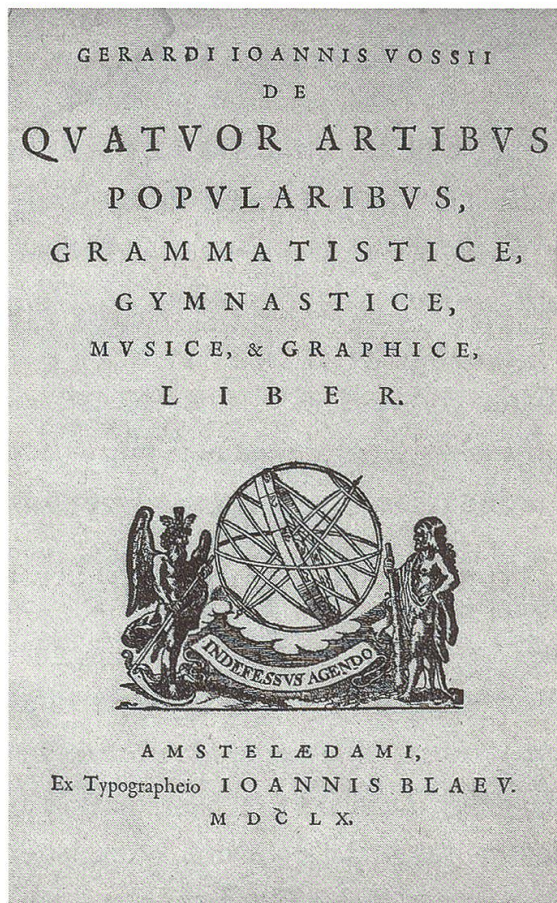 GERARDI IOANNIS VOSSII
DE
QVATVOR ARTIBVS
POPVLARIBVS,
GRAMMATISTICE,
GYMNASTICE,
MVSICE, & GRAPHICE,
LIBER.
INDEFESSVS AGENDO
AMSTELÆDAMI,
Ex Typographeio IOANNIS BLAEV.
MDCLX.